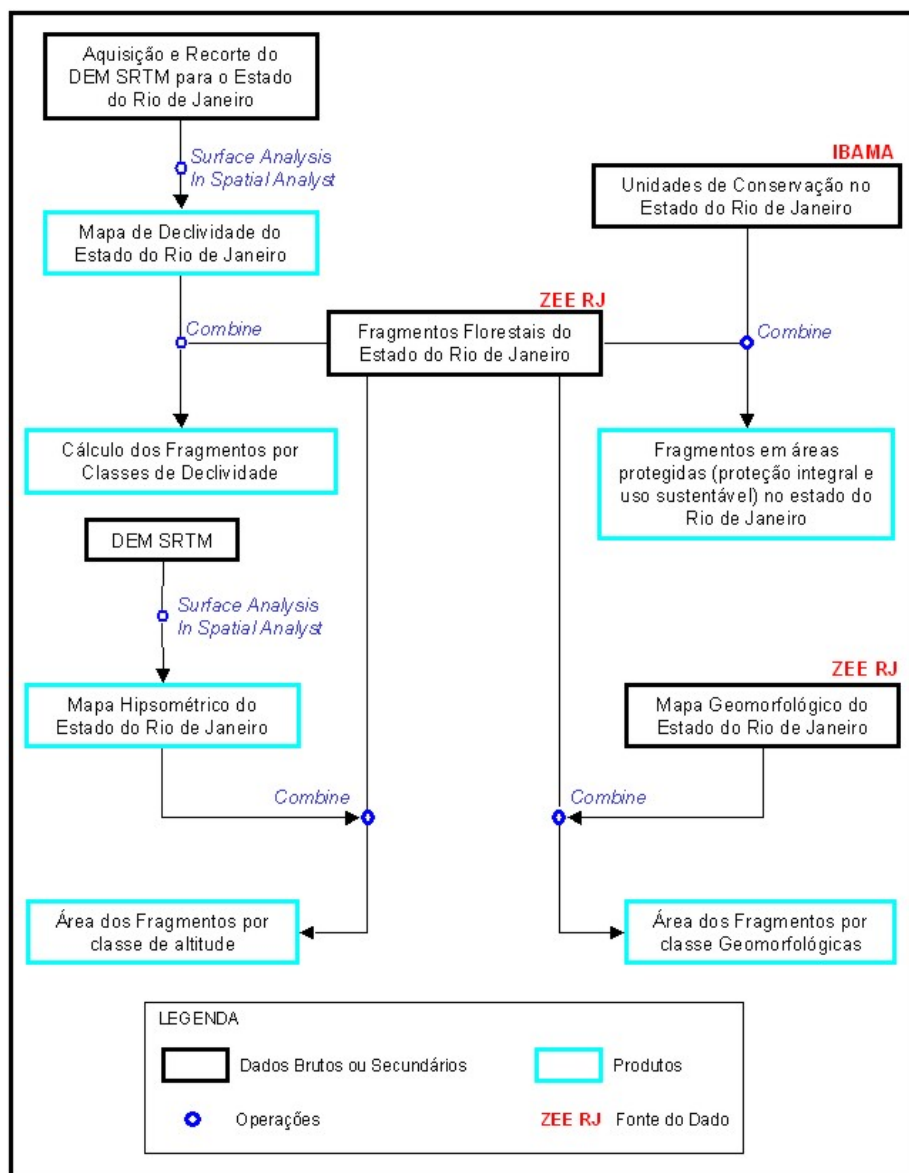 Aquisição e Recorte do
DEM SRTM para o Estado
do Rio de Janeiro
Surface Analysis
In Spatial Analyst
IBAMA
Unidades de Conservação no
Estado do Rio de Janeiro
Mapa de Declividade do
Estado do Rio de Janeiro
ZEE RJ
Combine
Fragmentos Florestais do
Estado do Rio de Janeiro
Combine
Cálculo dos Fragmentos por
Classes de Declividade
Fragmentos em áreas
protegidas (proteção integral e
uso sustentável) no estado do
Rio de Janeiro
DEM SRTM
Surface Analysis
In Spatial Analyst
ZEE RJ
Mapa Hipsométrico do
Estado do Rio de Janeiro
Mapa Geomorfológico do
Estado do Rio de Janeiro
Combine
Combine
Área dos Fragmentos por
classe de altitude
Área dos Fragmentos por
classe Geomorfológicas
LEGENDA
Dados Brutos ou Secundários
Produtos
Operações
ZEE RJ Fonte do Dado